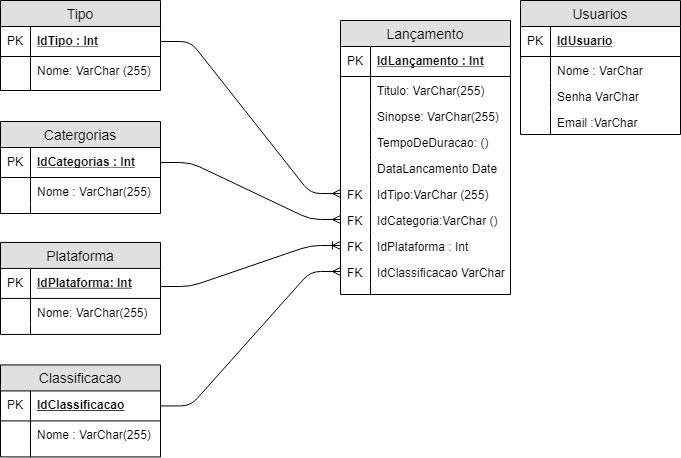 Tipo
PK IdTipo : Int
Nome: VarChar (255)
Catergorias
PK IdCategorias : Int
Nome : VarChar(255)
Plataforma
PK IdPlataforma: Int
Nome: VarChar(255)
Classificacao
PK IdClassificacao
Nome : VarChar(255)
Lançamento
PK IdLançamento : Int
Titulo: VarChar(255)
Sinopse: VarChar(255)
TempoDeDuracao: ()
DataLancamento Date
FK IdTipo:VarChar (255)
FK IdCategoria:VarChar ()
FK IdPlataforma : Int
FK IdClassificacao VarChar
Usuarios
PK IdUsuario
Nome : VarChar
Senha VarChar
Email :VarChar